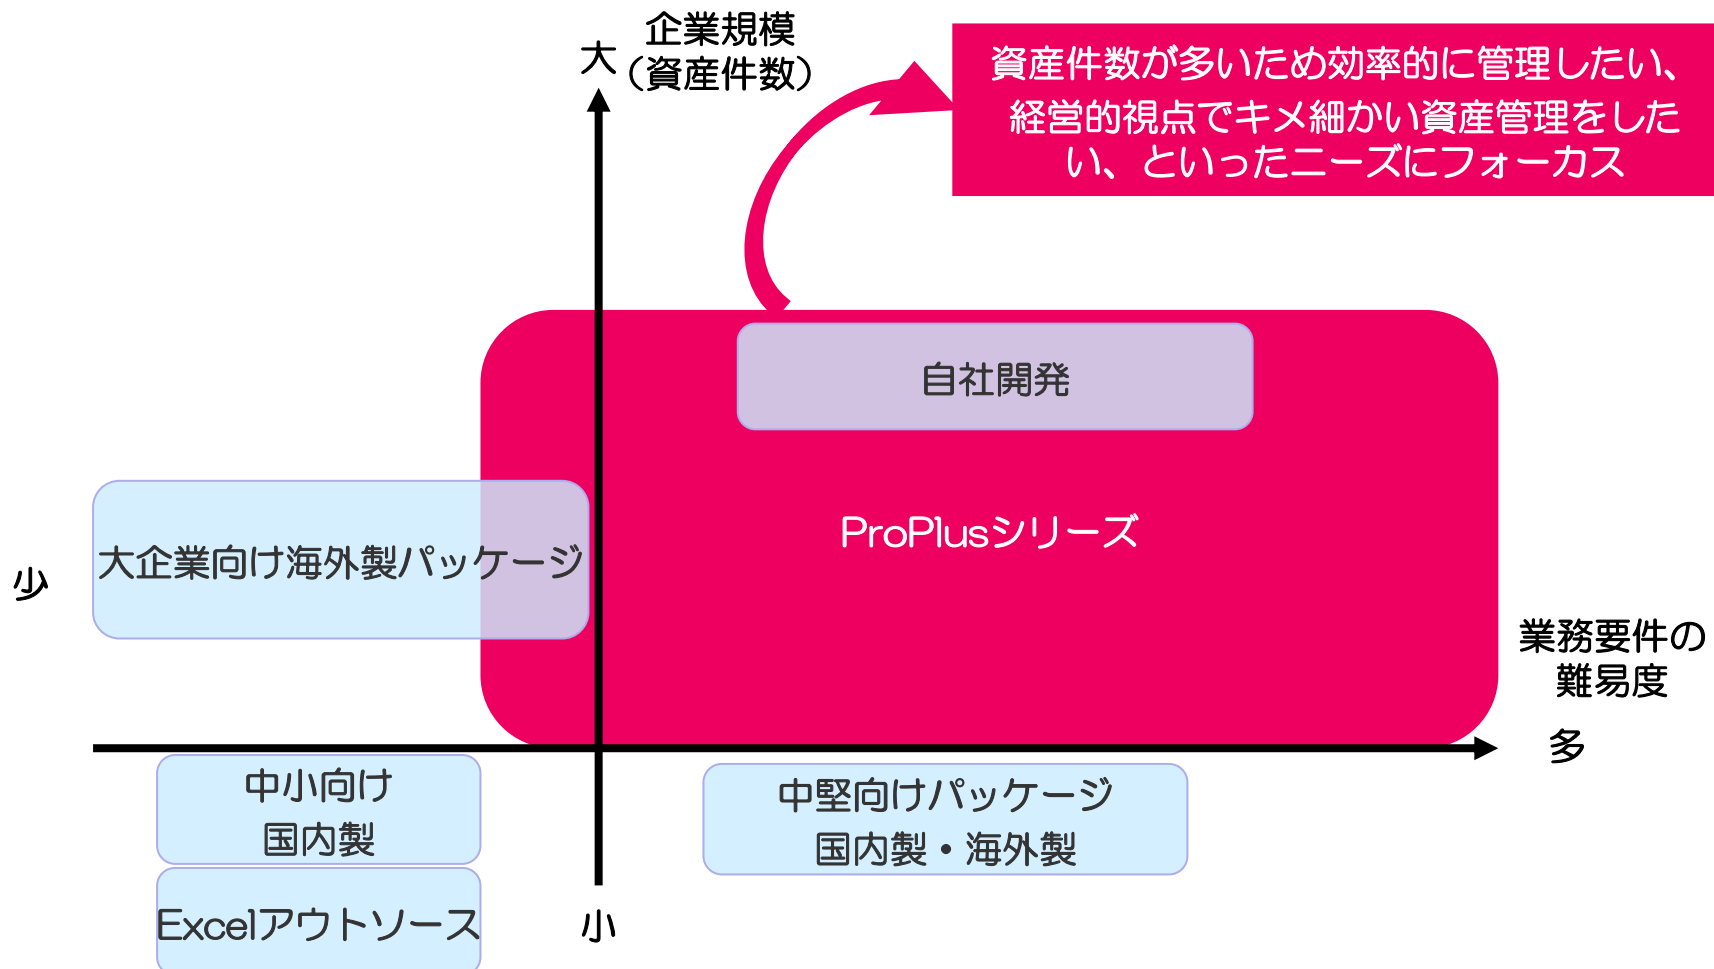 企業規模
大
（資産件数）
資産件数が多いため効率的に管理したい、
経営的視点でキメ細かい資産管理をした
い、といったニーズにフォーカス
自社開発
ProPlusシリーズ
大企業向け海外製パッケージ
少
業務要件の
難易度
多
中小向け
国内製
中堅向けパッケージ
国内製・海外製
Excelアウトソース
小